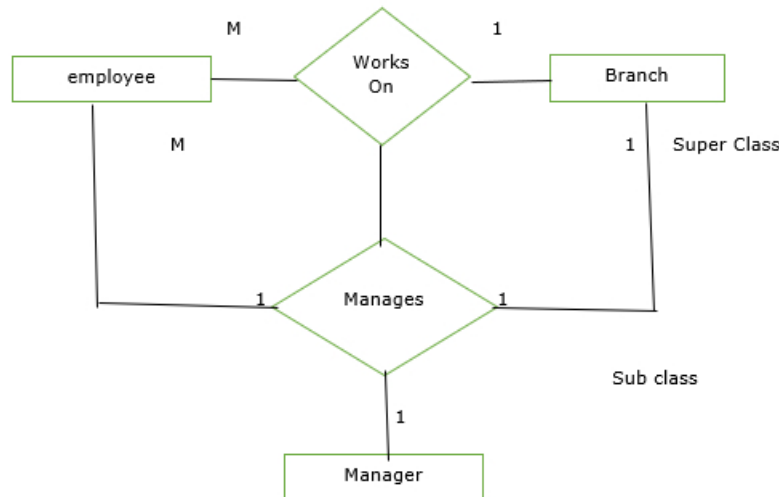 M
1
employee
Works
On
Branch
M
1
Super Class
1
Manages
1
Sub class
1
Manager